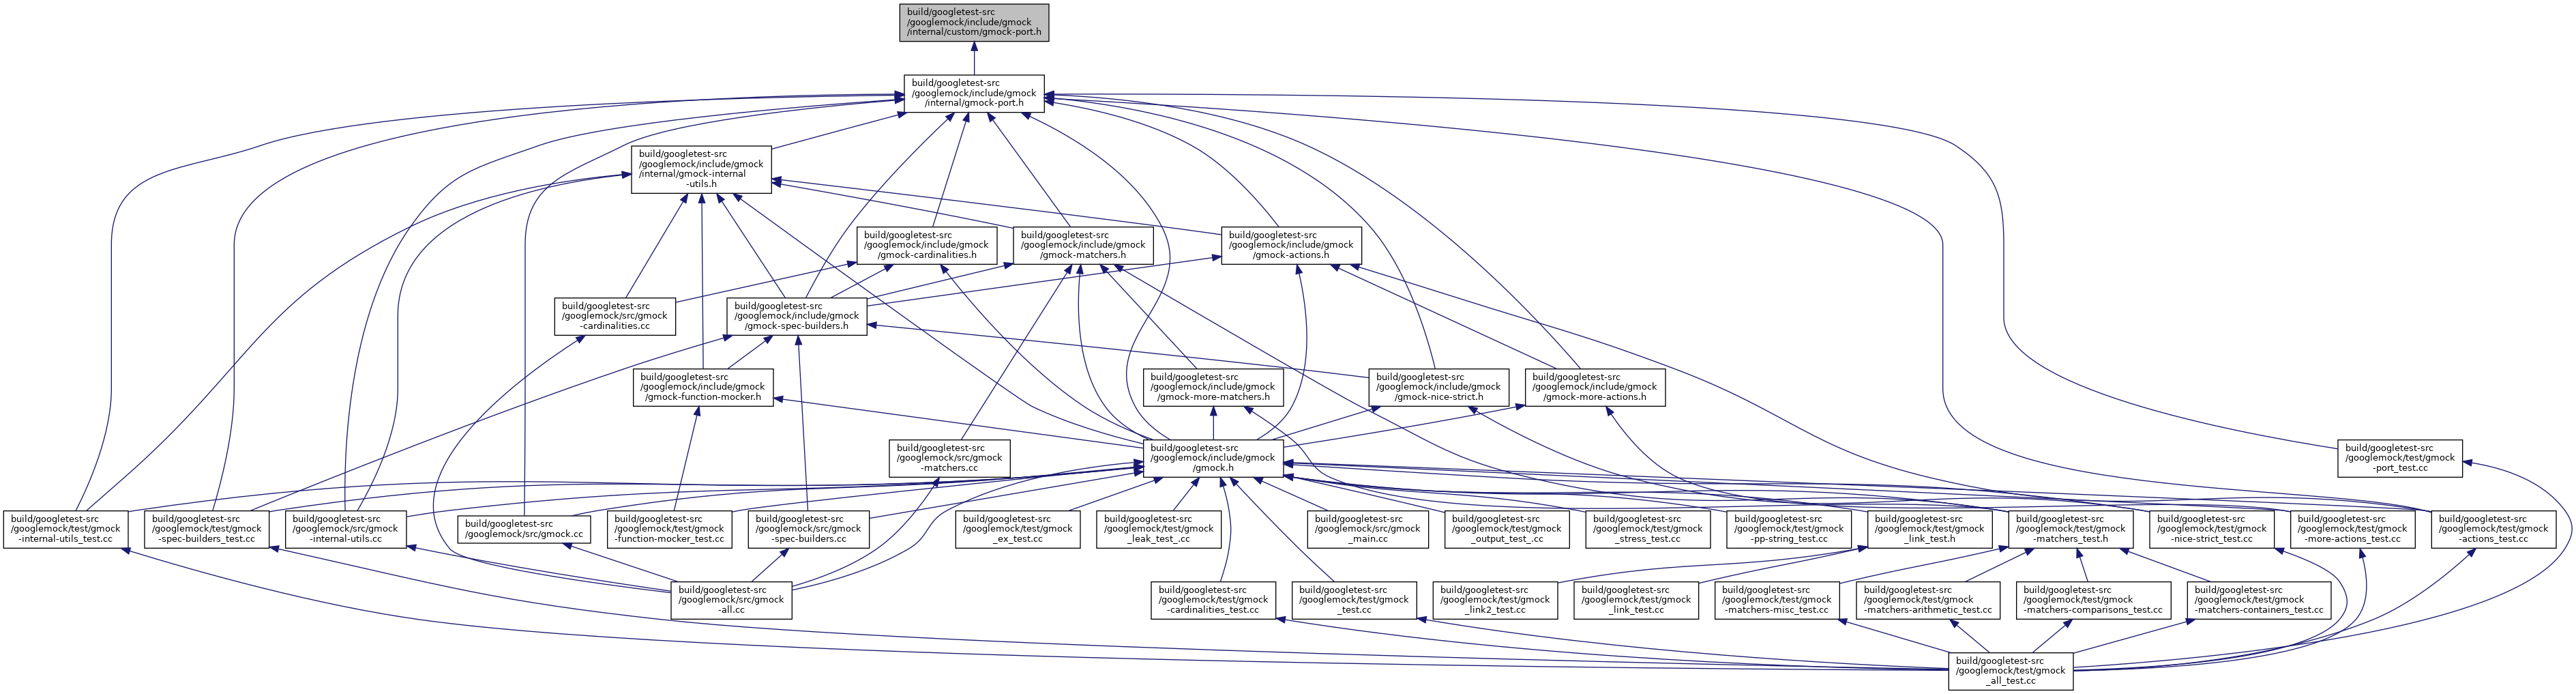 build/googletest-src
/googlemock/include/gmock
/internal/custom/gmock-port.h
build/googletest-src
/googlemock/include/gmock
/internal/gmock-port.h
build/googletest-src
/googlemock/include/gmock
/internal/gmock-internal
-utils.h
build/googletest-src
/googlemock/include/gmock
/gmock-cardinalities.h
build/googletest-src
/googlemock/include/gmock
/gmock-matchers.h
build/googletest-src
/googlemock/include/gmock
/gmock-actions.h
build/googletest-src
/googlemock/src/gmock
-cardinalities.cc
build/googletest-src
/googlemock/include/gmock
/gmock-spec-builders.h
build/googletest-src
/googlemock/include/gmock
/gmock-function-mocker.h
build/googletest-src
/googlemock/include/gmock
/gmock-more-matchers.h
build/googletest-src
/googlemock/include/gmock
/gmock-nice-strict.h
build/googletest-src
/googlemock/include/gmock
/gmock-more-actions.h
build/googletest-src
/googlemock/src/gmock
-matchers.cc
build/googletest-src
/googlemock/include/gmock
/gmock.h
build/googletest-src
/googlemock/test/gmock
-port_test.cc
build/googletest-src
/googlemock/test/gmock
-internal-utils_test.cc
build/googletest-src
/googlemock/test/gmock
-spec-builders_test.cc
build/googletest-src
/googlemock/src/gmock
-internal-utils.cc
build/googletest-src
/googlemock/src/gmock.cc
build/googletest-src
/googlemock/test/gmock
-function-mocker_test.cc
build/googletest-src
/googlemock/src/gmock
-spec-builders.cc
build/googletest-src
/googlemock/test/gmock
_ex_test.cc
build/googletest-src
/googlemock/test/gmock
_leak_test_.cc
build/googletest-src
/googlemock/src/gmock
_main.cc
build/googletest-src
/googlemock/test/gmock
_output_test_.cc
build/googletest-src
/googlemock/test/gmock
_stress_test.cc
build/googletest-src
/googlemock/test/gmock
-pp-string_test.cc
build/googletest-src
/googlemock/test/gmock
_link_test.h
build/googletest-src
/googlemock/test/gmock
-matchers_test.h
build/googletest-src
/googlemock/test/gmock
-nice-strict_test.cc
build/googletest-src
/googlemock/test/gmock
-more-actions_test.cc
build/googletest-src
/googlemock/test/gmock
-actions_test.cc
build/googletest-src
/googlemock/src/gmock
-all.cc
build/googletest-src
/googlemock/test/gmock
-cardinalities_test.cc
build/googletest-src
/googlemock/test/gmock
_test.cc
build/googletest-src
/googlemock/test/gmock
_link2_test.cc
build/googletest-src
/googlemock/test/gmock
_link_test.cc
build/googletest-src
/googlemock/test/gmock
-matchers-misc_test.cc
build/googletest-src
/googlemock/test/gmock
-matchers-arithmetic_test.cc
build/googletest-src
/googlemock/test/gmock
-matchers-comparisons_test.cc
build/googletest-src
/googlemock/test/gmock
-matchers-containers_test.cc
build/googletest-src
/googlemock/test/gmock
_all_test.cc